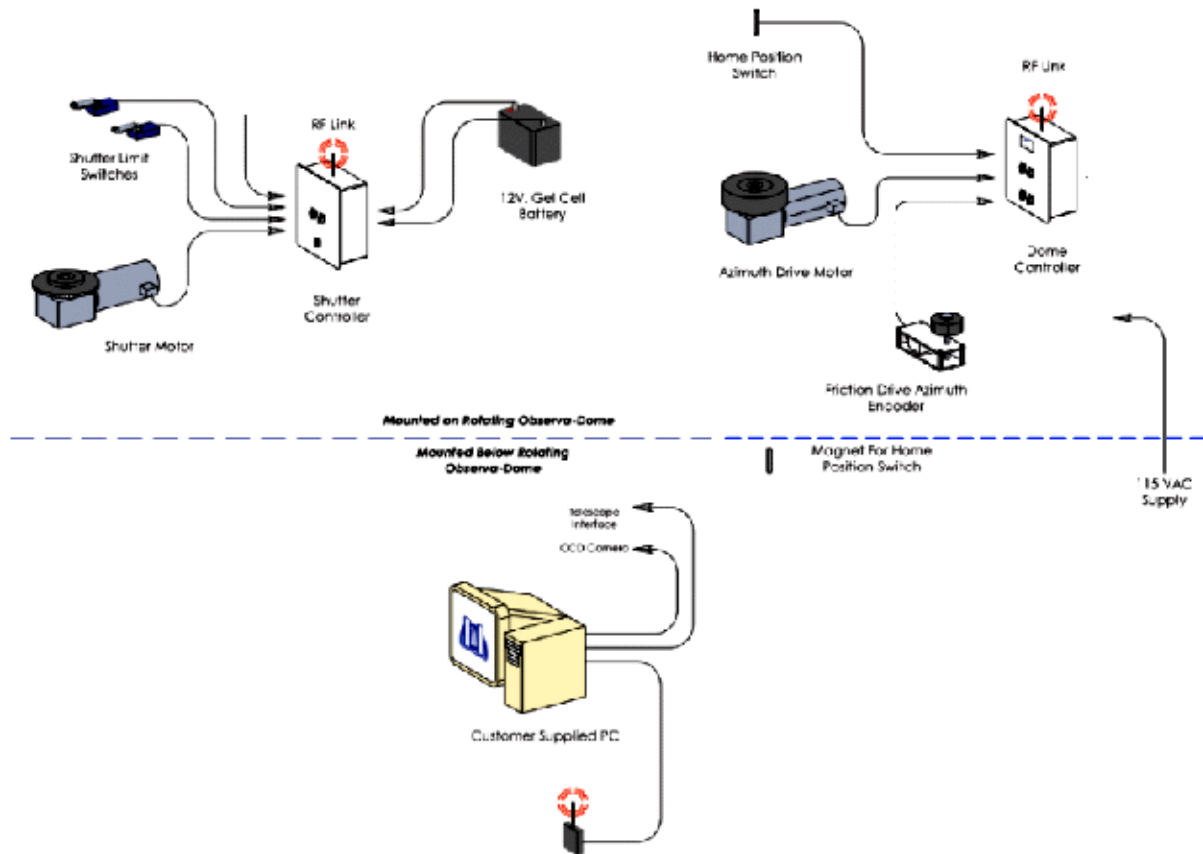 Home Position
Switch
RF Link
RF Link
Shutter Limit
Switches
12V. Gel Cell
Battery
Azimuth Drive Motor
Dome
Controller
Shutter
Controller
Shutter Motor
Friction Drive Azimuth
Encoder
Mounted on Rotating Observa-Dome
Mounted Below Rotating
Observa-Dome
Magnet For Home
Position Switch
115 VAC
Supply
Telescope
Interface
CCD Camera
Customer Supplied PC